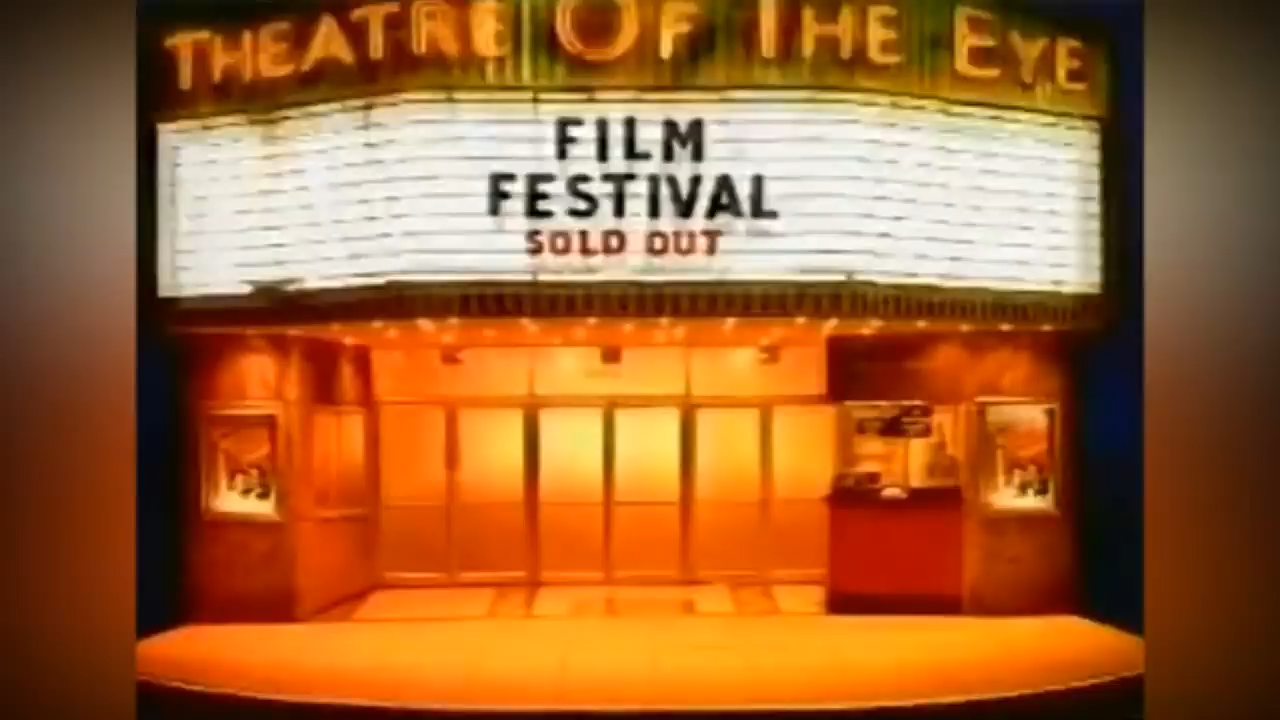 THEATRE OF THE EYE
FILM
FESTIVAL
SOLD OUT